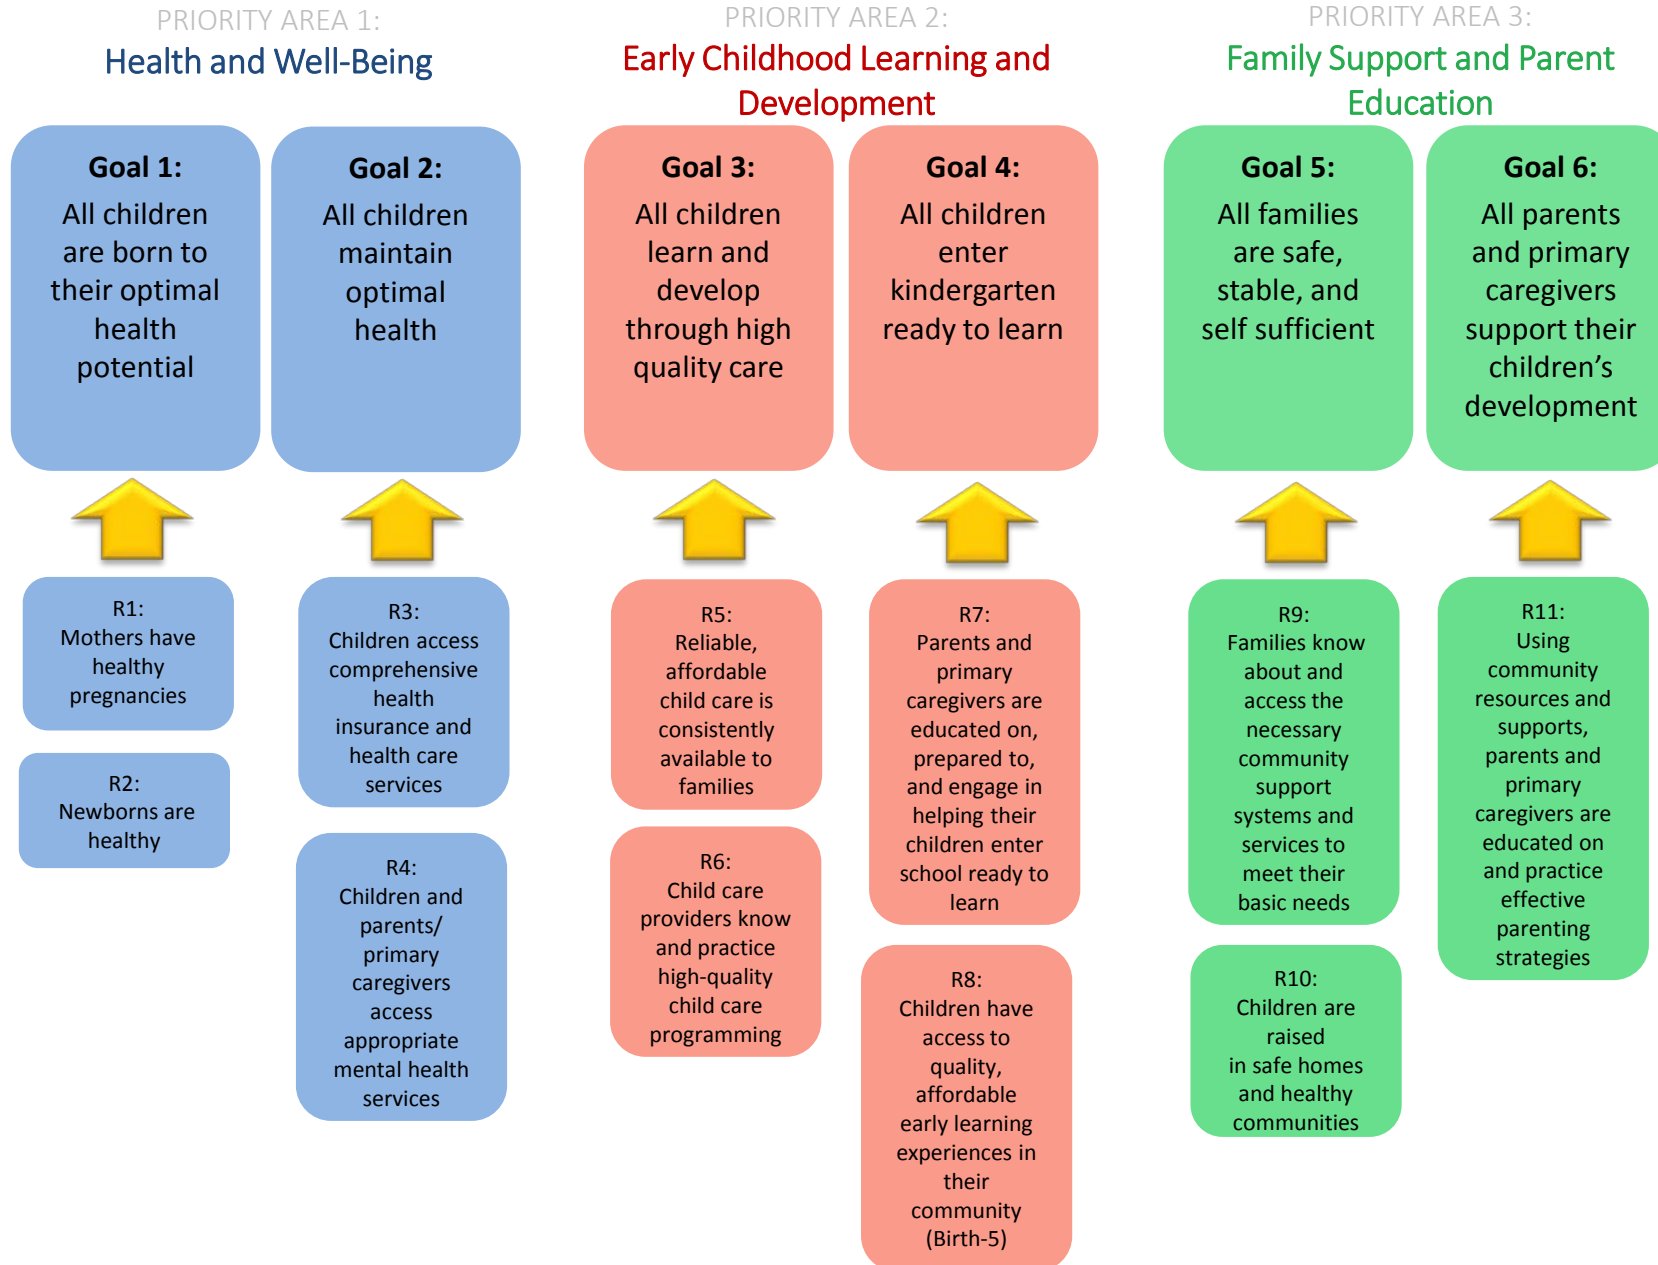 PRIORITY AREA 1:
Health and Well-Being
PRIORITY AREA 2:
Early Childhood Learning and
Development
PRIORITY AREA 3:
Family Support and Parent
Education
Goal 1:
All children
are born to
their optimal
health
potential
Goal 2:
All children
maintain
optimal
health
Goal 3:
All children
learn and
develop
through high
quality care
Goal 4:
All children
enter
kindergarten
ready to learn
Goal 5:
All families
are safe,
stable, and
self sufficient
Goal 6:
All parents
and primary
caregivers
support their
children’s
development
R1:
Mothers have
healthy
pregnancies
R2:
Newborns are
healthy
R3:
Children access
comprehensive
health
insurance and
health care
services
R4:
Children and
parents/
primary
caregivers
access
appropriate
mental health
services
R5:
Reliable,
affordable
child care is
consistently
available to
families
R6:
Child care
providers know
and practice
high-quality
child care
programming
R7:
Parents and
primary
caregivers are
educated on,
prepared to,
and engage in
helping their
children enter
school ready to
learn
R8:
Children have
access to
quality,
affordable
early learning
experiences in
their
community
(Birth-5)
R9:
Families know
about and
access the
necessary
community
support
systems and
services to
meet their
basic needs
R10:
Children are
raised
in safe homes
and healthy
communities
R11:
Using
community
resources and
supports,
parents and
primary
caregivers are
educated on
and practice
effective
parenting
strategies